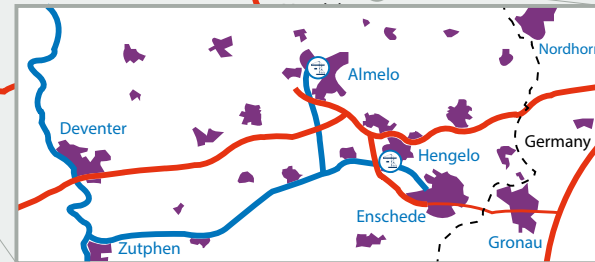 Nordhorn
Almelo
Deventer
Germany
Hengelo
Enschede
Gronau
Zutphen